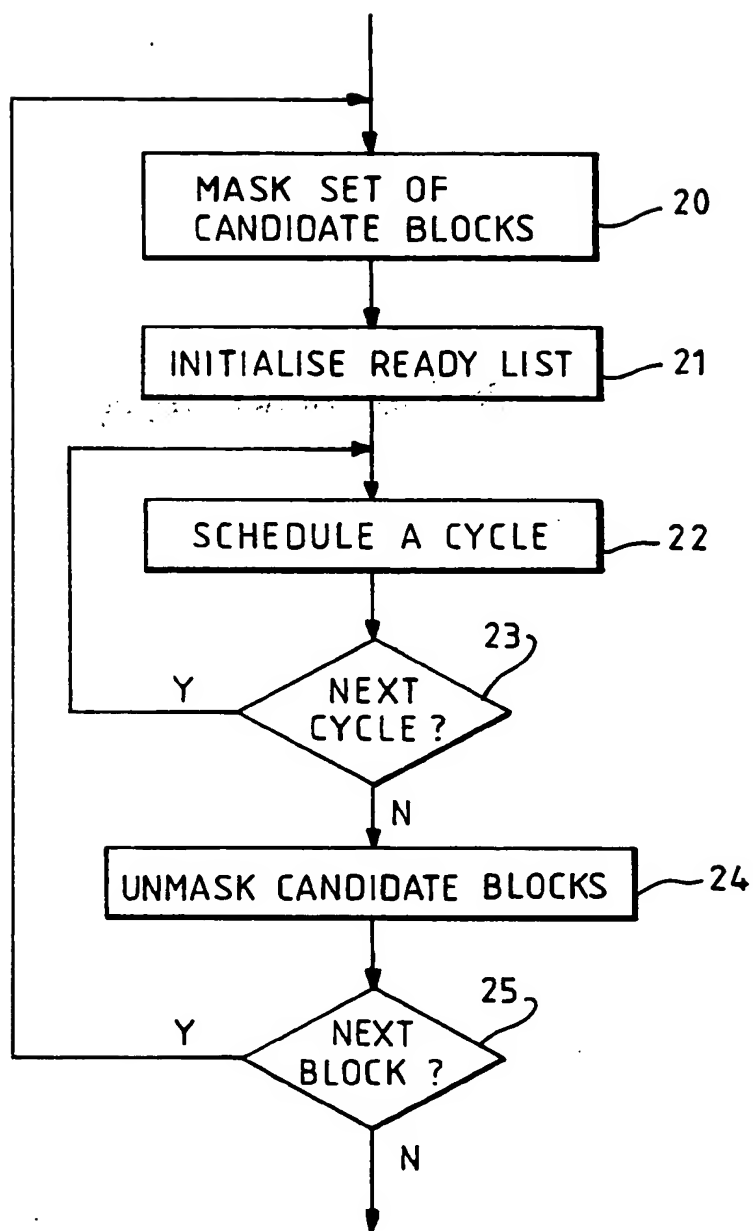 MASK SET OF
CANDIDATE BLOCKS
20
INITIALISE READY LIST
21
SCHEDULE A CYCLE
22
23
Y
NEXT
CYCLE ?
N
UNMASK CANDIDATE BLOCKS
24
25
Y
NEXT
BLOCK ?
N